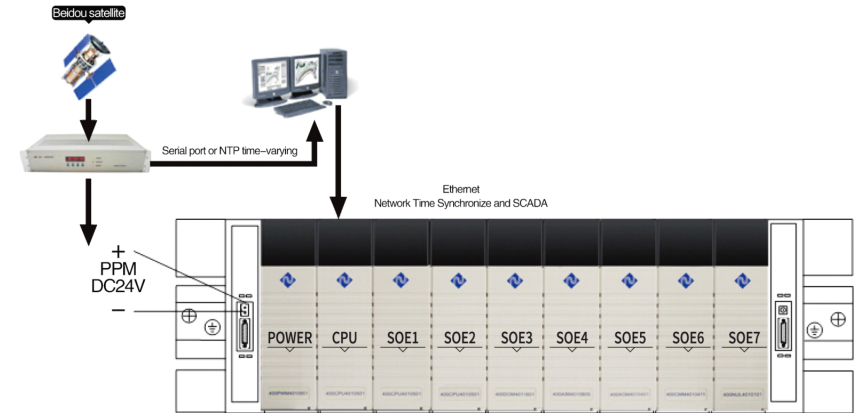 Beidou satellite
Serial port or NTP time-varying
Ethernet
Network Time Synchronize and SCADA
+
PPM
DC24V
−
POWER
CPU
SOE1
SOE2
SOE3
SOE4
SOE5
SOE6
SOE7